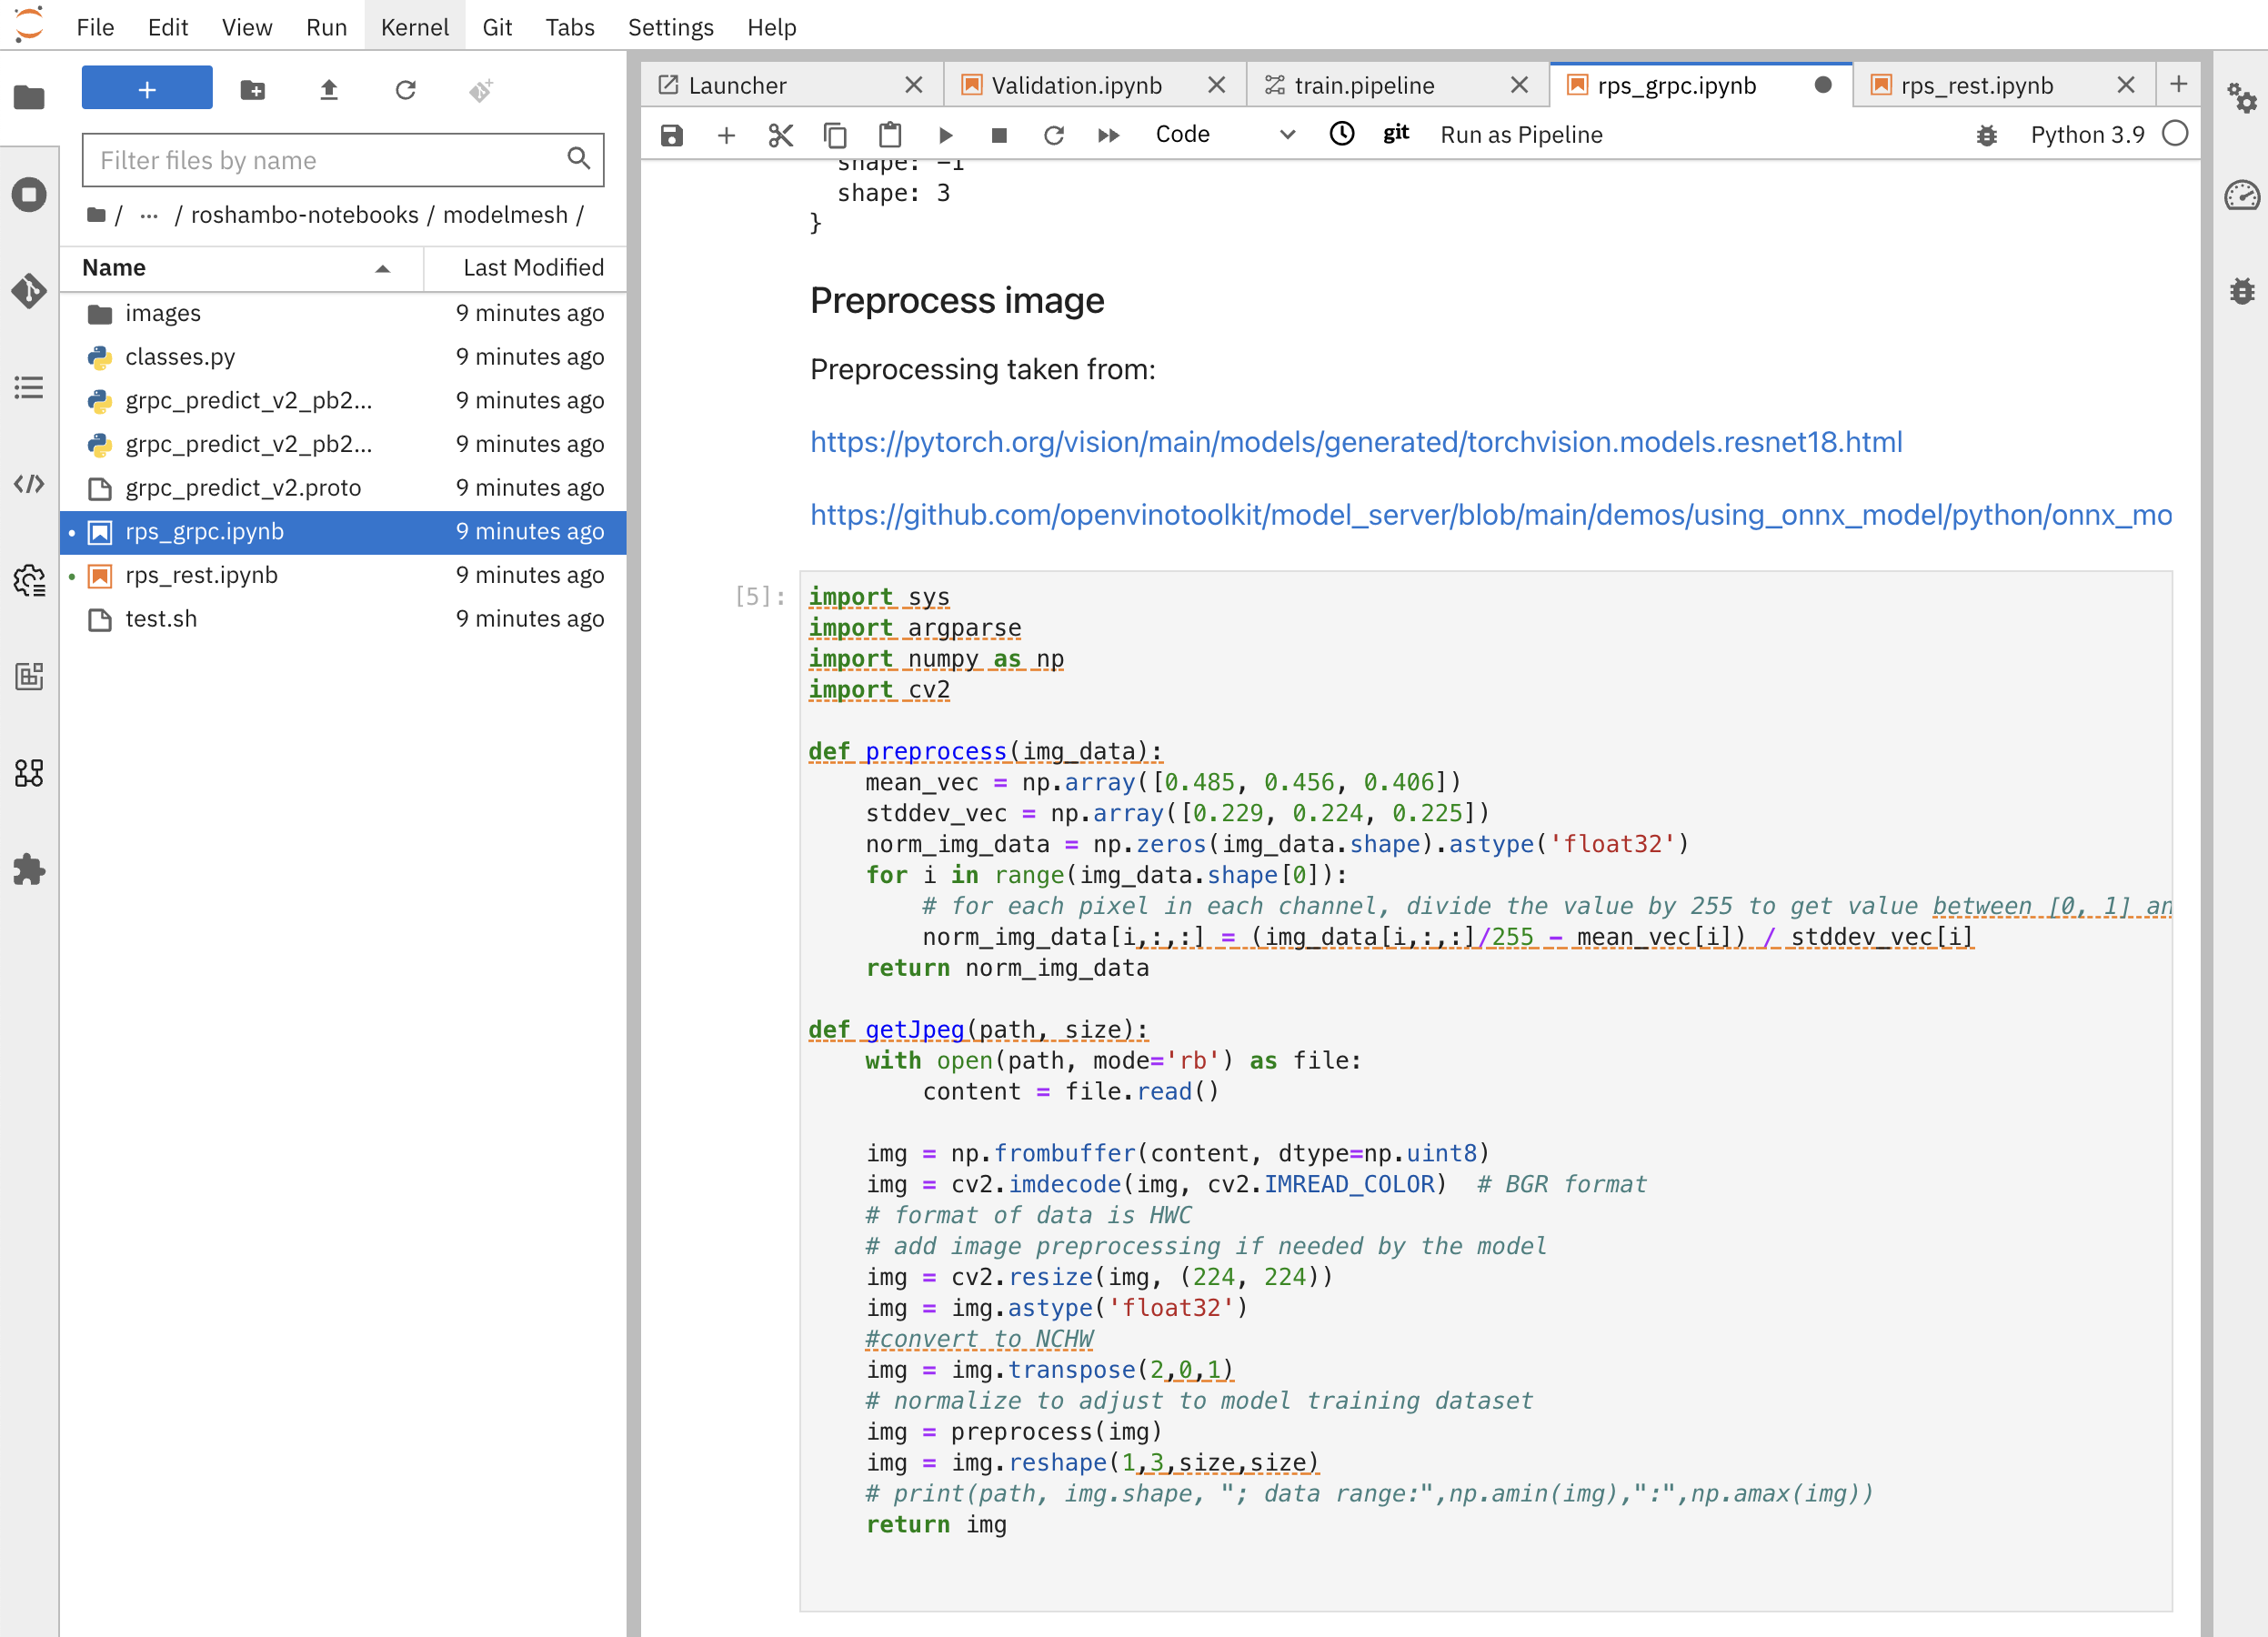 File Edit View Run Kernel Git Tabs Settings Help
+
Filter files by name
/ ... / roshambo-notebooks / modelmesh /
Name Last Modified
images 9 minutes ago
classes.py 9 minutes ago
grpc_predict_v2_pb2... 9 minutes ago
grpc_predict_v2_pb2... 9 minutes ago
grpc_predict_v2.proto 9 minutes ago
rps_grpc.ipynb 9 minutes ago
rps_rest.ipynb 9 minutes ago
test.sh 9 minutes ago
Launcher Validation.ipynb train.pipeline rps_grpc.ipynb rps_rest.ipynb +
Code git Run as Pipeline Python 3.9
shape: -1
shape: 3
}
Preprocess image
Preprocessing taken from:
https://pytorch.org/vision/main/models/generated/torchvision.models.resnet18.html
https://github.com/openvinotoolkit/model_server/blob/main/demos/using_onnx_model/python/onnx_mo
[5]:
import sys
import argparse
import numpy as np
import cv2
def preprocess(img_data):
mean_vec = np.array([0.485, 0.456, 0.406])
stddev_vec = np.array([0.229, 0.224, 0.225])
norm_img_data = np.zeros(img_data.shape).astype('float32')
for i in range(img_data.shape[0]):
# for each pixel in each channel, divide the value by 255 to get value between [0, 1] an
norm_img_data[i,:,:] = (img_data[i,:,:]/255 - mean_vec[i]) / stddev_vec[i]
return norm_img_data
def getJpeg(path, size):
with open(path, mode='rb') as file:
content = file.read()
img = np.frombuffer(content, dtype=np.uint8)
img = cv2.imdecode(img, cv2.IMREAD_COLOR)  # BGR format
# format of data is HWC
# add image preprocessing if needed by the model
img = cv2.resize(img, (224, 224))
img = img.astype('float32')
#convert to NCHW
img = img.transpose(2,0,1)
# normalize to adjust to model training dataset
img = preprocess(img)
img = img.reshape(1,3,size,size)
# print(path, img.shape, "; data range:",np.amin(img),":",np.amax(img))
return img